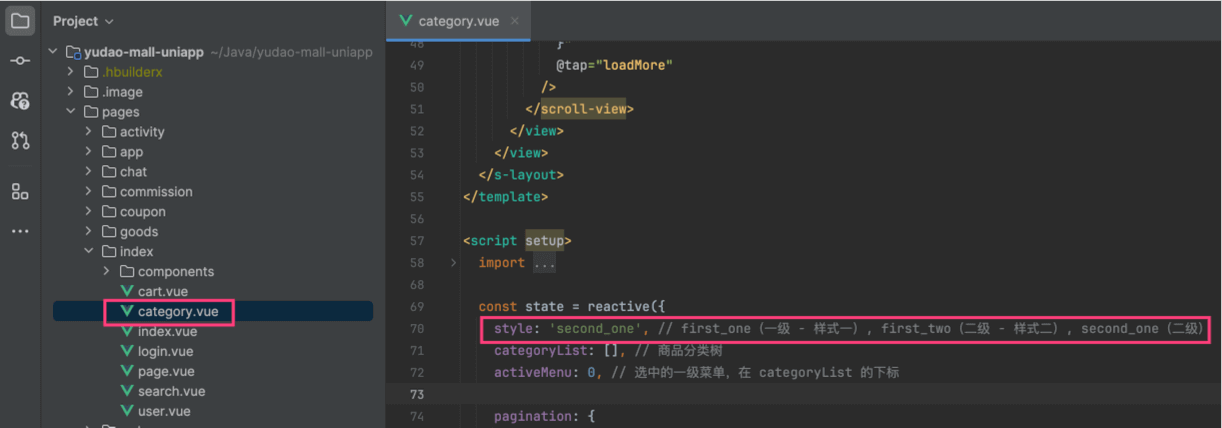 Project
yudao-mall-uniapp ~/Java/yudao-mall-uniapp
.hbuilderx
.image
pages
activity
app
chat
commission
coupon
goods
index
components
cart.vue
category.vue
index.vue
login.vue
page.vue
search.vue
user.vue
category.vue ×
48 }"
49 @tap="loadMore"
50 />
51 </scroll-view>
52 </view>
53 </view>
54 </s-layout>
55 </template>
56
57 <script setup>
58 import ...
68
69 const state = reactive({
70 style: 'second_one', // first_one（一级 - 样式一）, first_two（二级 - 样式二）, second_one（二级）
71 categoryList: [], // 商品分类树
72 activeMenu: 0, // 选中的一级菜单，在 categoryList 的下标
73
74 pagination: {